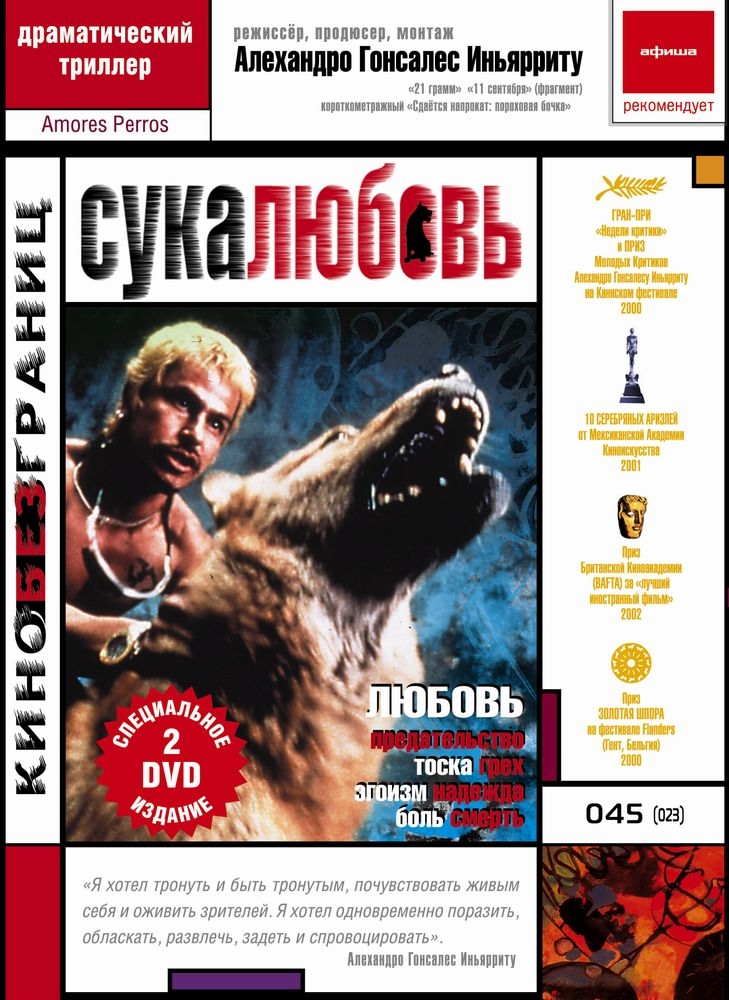 драматический
триллер
Amores Perros
режиссёр, продюсер, монтаж
Алехандро Гонсалес Иньярриту
«21 грамм» «11 сентября» (фрагмент)
короткометражный «Сдаётся напрокат: пороховая бочка»
афиша
рекомендует
КИНОБЕЗГРАНИЦ
сукалюбовь
ГРАН-ПРИ
«Недели критики»
и ПРИЗ
Молодых Критиков
Алехандро Гонсалесу Иньярриту
на Каннском фестивале
2000
10 СЕРЕБРЯНЫХ АРИЭЛЕЙ
от Мексиканской Академии
Киноискусства
2001
Приз
Британской Киноакадемии
(BAFTA) за «лучший
иностранный фильм»
2002
Приз
ЗОЛОТАЯ ШПОРА
на фестивале Flanders
(Гент, Бельгия)
2000
СПЕЦИАЛЬНОЕ
2
DVD
ИЗДАНИЕ
ЛЮБОВЬ
предательство
тоска грех
эгоизм надежда
боль смерть
045 (023)
«Я хотел тронуть и быть тронутым, почувствовать живым
себя и оживить зрителей. Я хотел одновременно поразить,
обласкать, развлечь, задеть и спровоцировать».
Алехандро Гонсалес Иньярриту